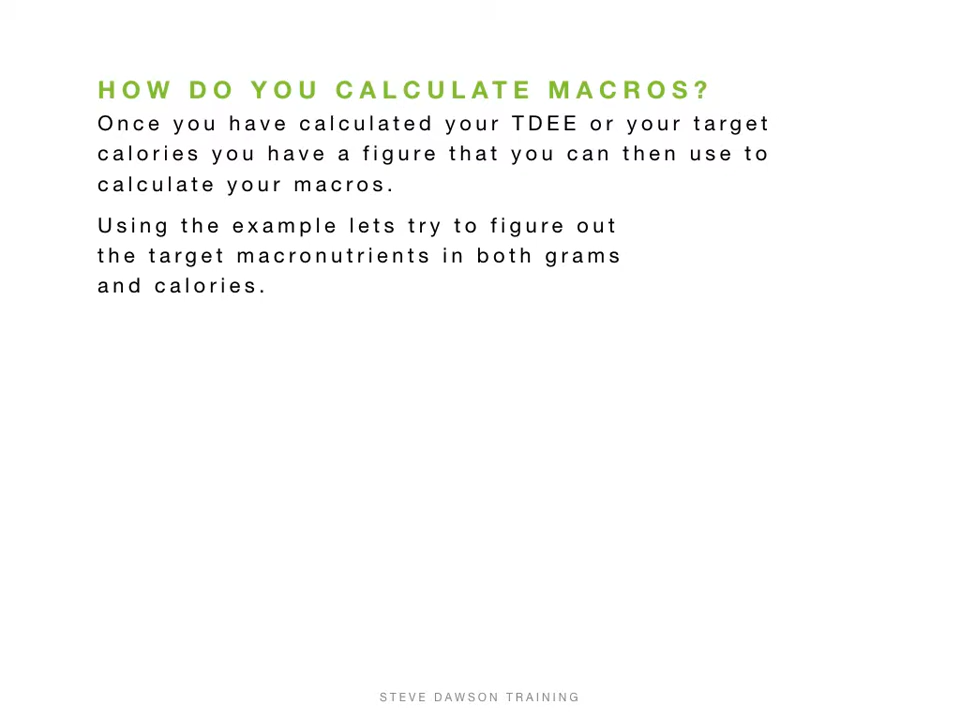 HOW DO YOU CALCULATE MACROS?
Once you have calculated your TDEE or your target
calories you have a figure that you can then use to
calculate your macros.
Using the example lets try to figure out
the target macronutrients in both grams
and calories.
STEVE DAWSON TRAINING